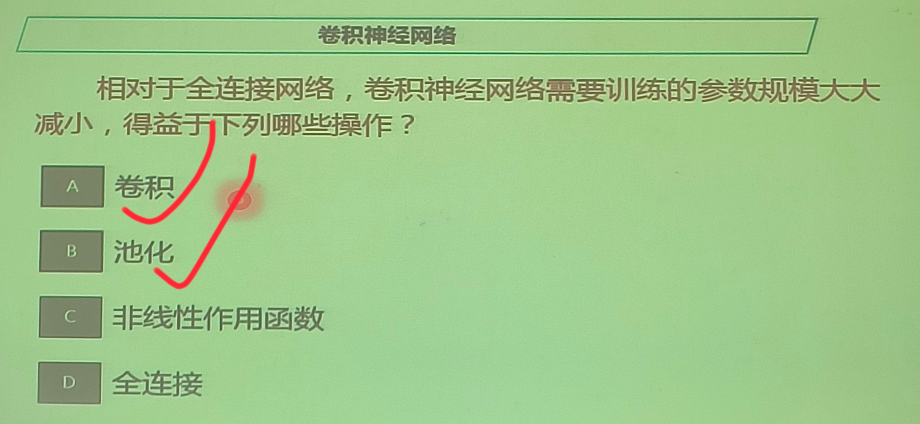 卷积神经网络
相对于全连接网络，卷积神经网络需要训练的参数规模大大
减小，得益于下列哪些操作？
A 卷积
B 池化
C 非线性作用函数
D 全连接